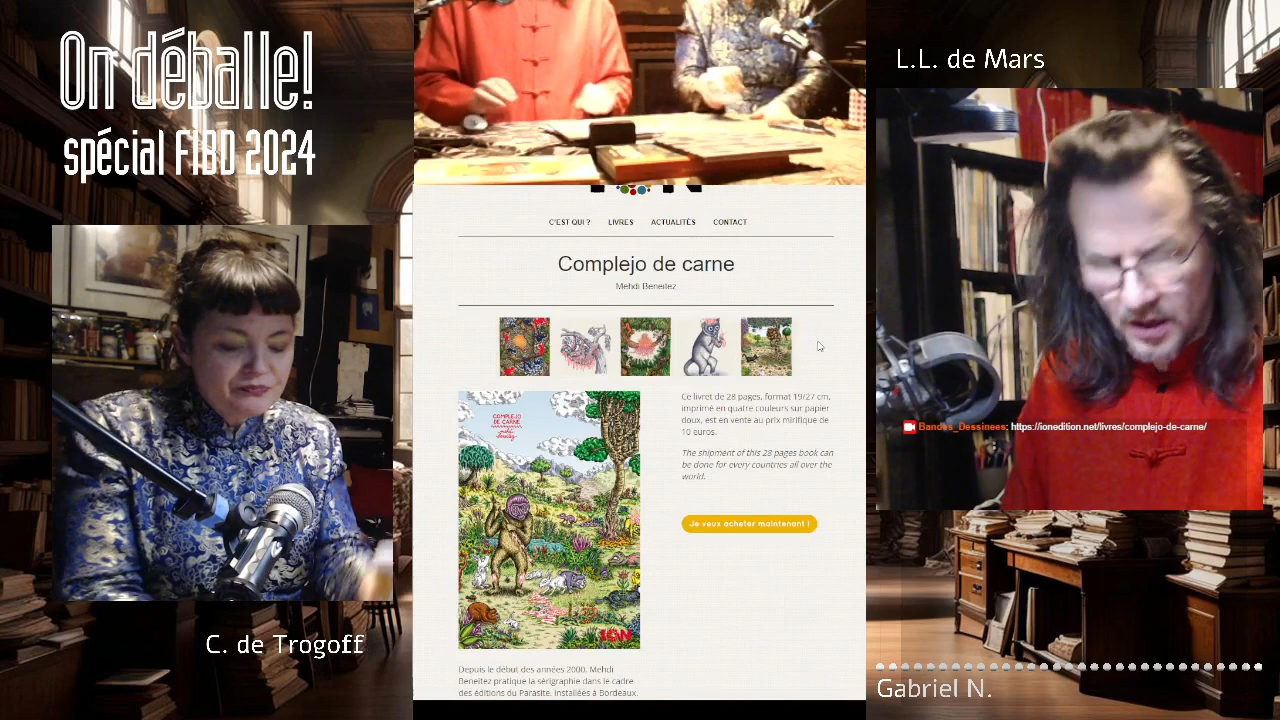 On déballe!
spécial FIBD 2024
C. de Trogoff
C'EST QUI ?
LIVRES
ACTUALITÉS
CONTACT
Complejo de carne
Mehdi Beneitez
COMPLEJO
DE CARNE
ION
Ce livret de 28 pages, format 19/27 cm,
imprimé en quatre couleurs sur papier
doux, est en vente au prix mirifique de
10 euros.
The shipment of this 28 pages book can
be done for every countries all over the
world.
Je veux acheter maintenant !
Depuis le début des années 2000, Mehdi
Beneitez pratique la sérigraphie dans le cadre
des éditions du Parasite, installées à Bordeaux.
L.L. de Mars
Bandes_Dessinees: https://ionedition.net/livres/complejo-de-carne/
Gabriel N.